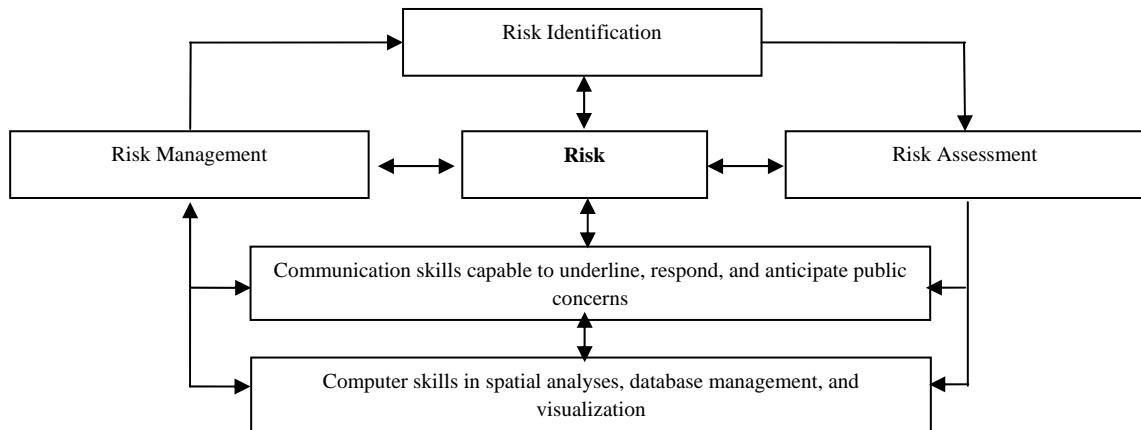 Risk Identification
Risk Management
Risk
Risk Assessment
Communication skills capable to underline, respond, and anticipate public
concerns
Computer skills in spatial analyses, database management, and
visualization